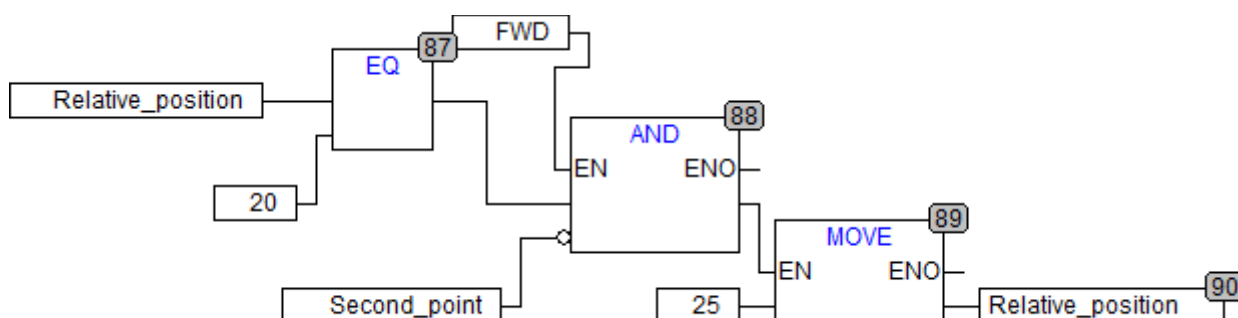 FWD
87
EQ
Relative_position
88
AND
EN ENO
20
89
MOVE
EN ENO
90
Second_point
25
Relative_position